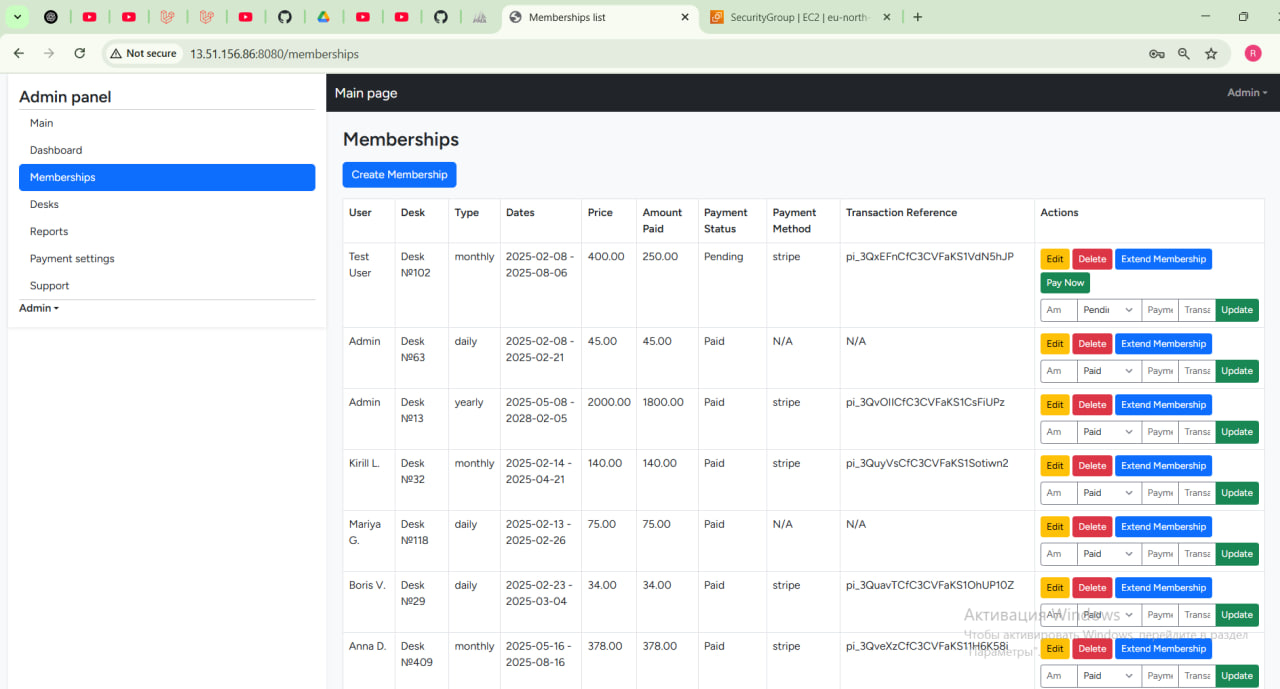 Memberships list
SecurityGroup | EC2 | eu-north-
Not secure
13.51.156.86:8080/memberships
R
Admin panel
Main
Dashboard
Memberships
Desks
Reports
Payment settings
Support
Admin
Main page
Admin
Memberships
Create Membership
User Desk Type Dates Price Amount Paid Payment Status Payment Method Transaction Reference Actions
Test User Desk №102 monthly 2025-02-08 - 2025-08-06 400.00 250.00 Pending stripe pi_3QxEFnCfC3CVFaKS1VdN5hJP Edit Delete Extend Membership
Pay Now
Am Pendi Payme Transa Update
Admin Desk №63 daily 2025-02-08 - 2025-02-21 45.00 45.00 Paid N/A N/A Edit Delete Extend Membership
Am Paid Payme Transa Update
Admin Desk №13 yearly 2025-05-08 - 2028-02-05 2000.00 1800.00 Paid stripe pi_3QvOIICfC3CVFaKS1CsFiUPz Edit Delete Extend Membership
Am Paid Payme Transa Update
Kirill L. Desk №32 monthly 2025-02-14 - 2025-04-21 140.00 140.00 Paid stripe pi_3QuyVsCfC3CVFaKS1Sotiwn2 Edit Delete Extend Membership
Am Paid Payme Transa Update
Mariya G. Desk №118 daily 2025-02-13 - 2025-02-26 75.00 75.00 Paid N/A N/A Edit Delete Extend Membership
Am Paid Payme Transa Update
Boris V. Desk №29 daily 2025-02-23 - 2025-03-04 34.00 34.00 Paid stripe pi_3QuavTCfC3CVFaKS1OhUP10Z Edit Delete Extend Membership
Am Paid Payme Transa Update
Anna D. Desk №409 monthly 2025-05-16 - 2025-08-16 378.00 378.00 Paid stripe pi_3QveXzCfC3CVFaKS11H6K58i Edit Delete Extend Membership
Am Paid Payme Transa Update
Активация Windows
Чтобы активировать Windows, перейдите в раздел
"Параметры".